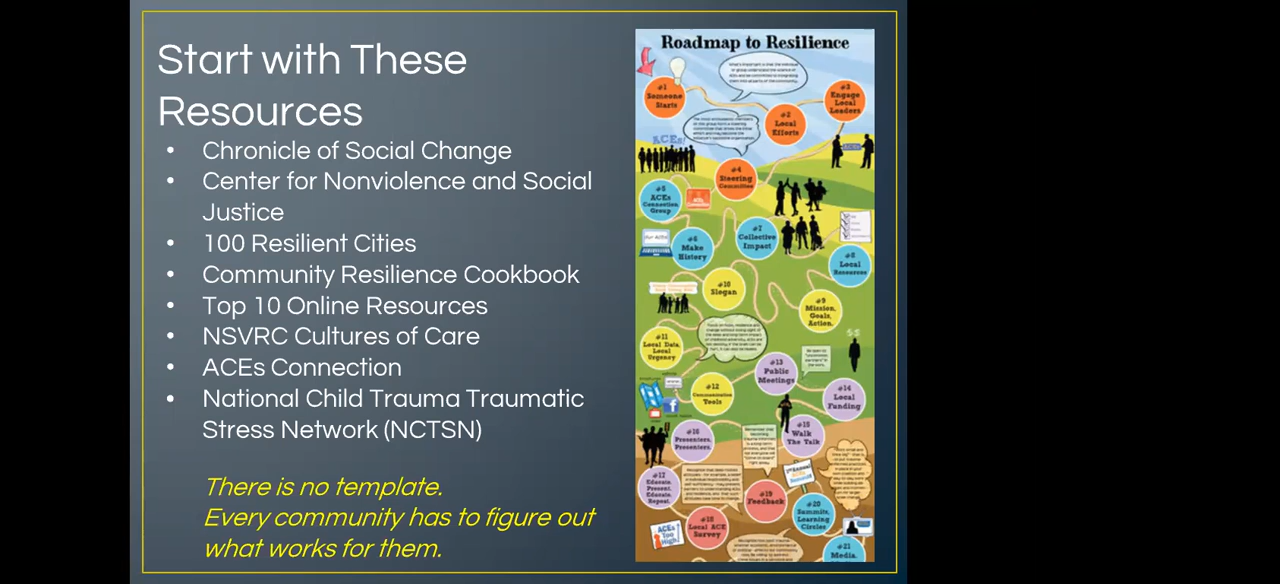 Start with These
Resources
• Chronicle of Social Change
• Center for Nonviolence and Social
Justice
• 100 Resilient Cities
• Community Resilience Cookbook
• Top 10 Online Resources
• NSVRC Cultures of Care
• ACEs Connection
• National Child Trauma Traumatic
Stress Network (NCTSN)
There is no template.
Every community has to figure out
what works for them.
Roadmap to Resilience
#1
Someone
Starts
#2
Local
Efforts
#3
Engage
Local
Leaders
ACEs!
#4
Steering
Committee
#5
ACEs
Connection
Group
#6
Make
History
#7
Collective
Impact
#8
Local
Resources
#9
Mission,
Goals,
Action.
#10
Slogan
#11
Local Data,
Local
Urgency
#12
Communication
Tools
#13
Public
Meetings
#14
Local
Funding
#15
Walk
The Talk
#16
Presenters,
Presenters.
#17
Educate,
Present,
Educate,
Repeat.
#18
Local ACE
Survey
#19
Feedback
#20
Summits,
Learning
Circles
#21
Media.
ACEs
Too
High!